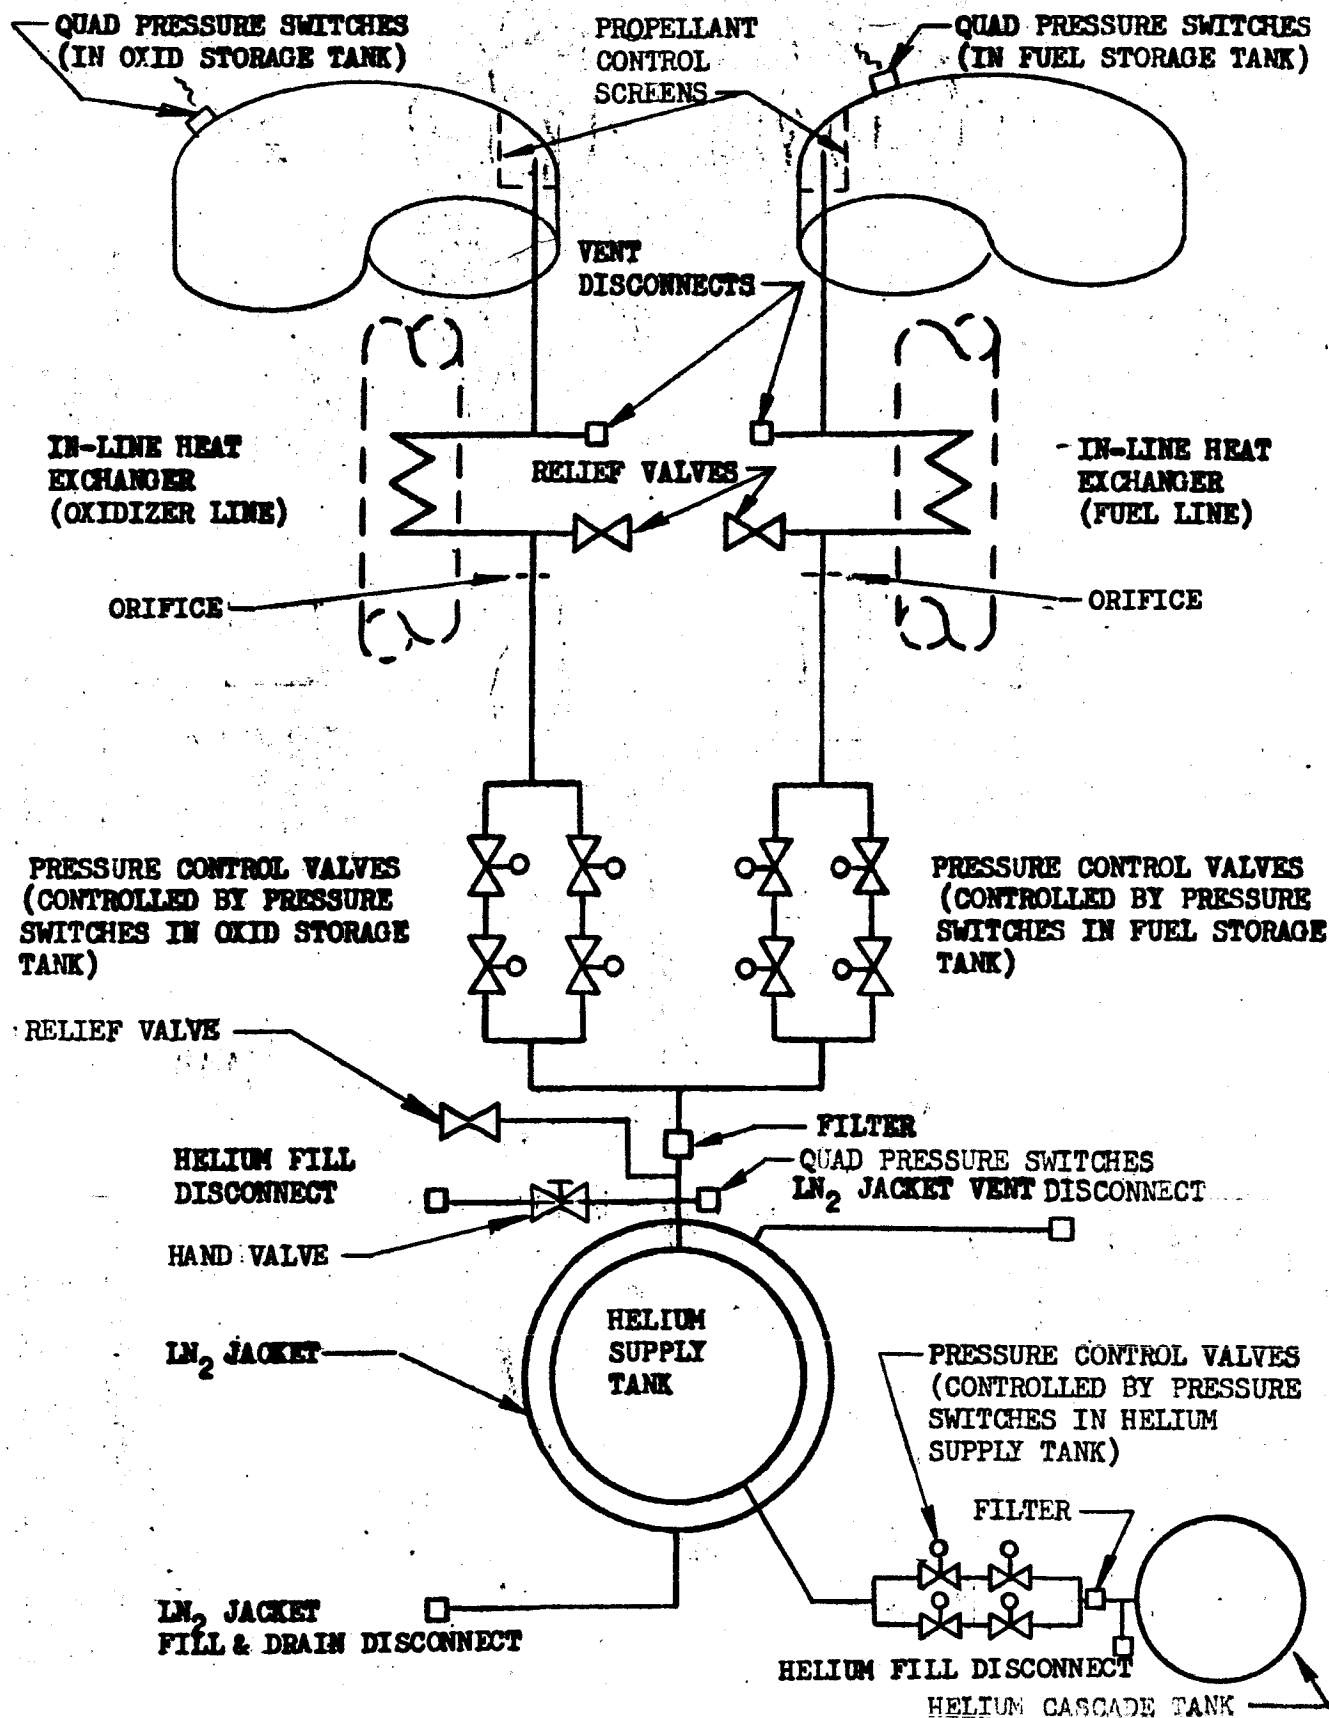 QUAD PRESSURE SWITCHES
(IN OXID STORAGE TANK)
PROPELLANT
CONTROL
SCREENS
QUAD PRESSURE SWITCHES
(IN FUEL STORAGE TANK)
VENT
DISCONNECTS
IN-LINE HEAT
EXCHANGER
(OXIDIZER LINE)
RELIEF VALVES
IN-LINE HEAT
EXCHANGER
(FUEL LINE)
ORIFICE
ORIFICE
PRESSURE CONTROL VALVES
(CONTROLLED BY PRESSURE
SWITCHES IN OXID STORAGE
TANK)
PRESSURE CONTROL VALVES
(CONTROLLED BY PRESSURE
SWITCHES IN FUEL STORAGE
TANK)
RELIEF VALVE
FILTER
HELIUM FILL
DISCONNECT
QUAD PRESSURE SWITCHES
LN₂ JACKET VENT DISCONNECT
HAND VALVE
LN₂ JACKET
HELIUM
SUPPLY
TANK
PRESSURE CONTROL VALVES
(CONTROLLED BY PRESSURE
SWITCHES IN HELIUM
SUPPLY TANK)
FILTER
LN₂ JACKET
FILL & DRAIN DISCONNECT
HELIUM FILL DISCONNECT
HELIUM CASCADE TANK